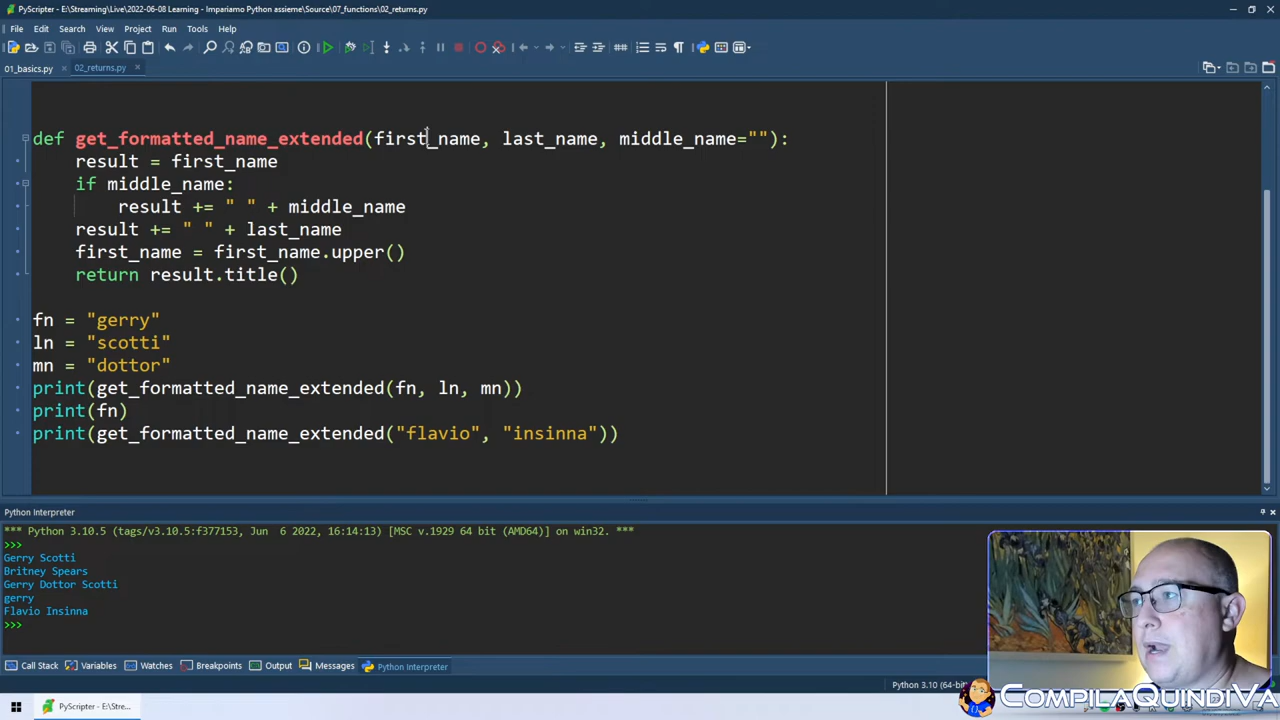 PyScripter - E:\Streaming\Live\2022-06-08 Learning - Impariamo Python assieme\Source\07_functions\02_returns.py
File Edit Search View Project Run Tools Help
01_basics.py × 02_returns.py ×
def get_formatted_name_extended(first_name, last_name, middle_name=""):
    result = first_name
    if middle_name:
        result += " " + middle_name
    result += " " + last_name
    first_name = first_name.upper()
    return result.title()
fn = "gerry"
ln = "scotti"
mn = "dottor"
print(get_formatted_name_extended(fn, ln, mn))
print(fn)
print(get_formatted_name_extended("flavio", "insinna"))
Python Interpreter
*** Python 3.10.5 (tags/v3.10.5:f377153, Jun  6 2022, 16:14:13) [MSC v.1929 64 bit (AMD64)] on win32. ***
>>>
Gerry Scotti
Britney Spears
Gerry Dottor Scotti
gerry
Flavio Insinna
>>>
Call Stack Variables Watches Breakpoints Output Messages Python Interpreter
Python 3.10 (64-bit)
COMPILAQUINDIVA
PyScripter - E:\Stre...